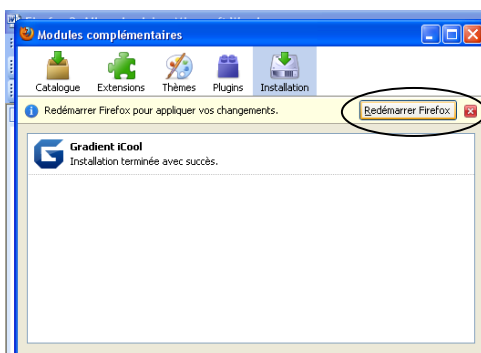 Modules complémentaires
Catalogue Extensions Thèmes Plugins Installation
Redémarrer Firefox pour appliquer vos changements. Redémarrer Firefox
Gradient iCool
Installation terminée avec succès.